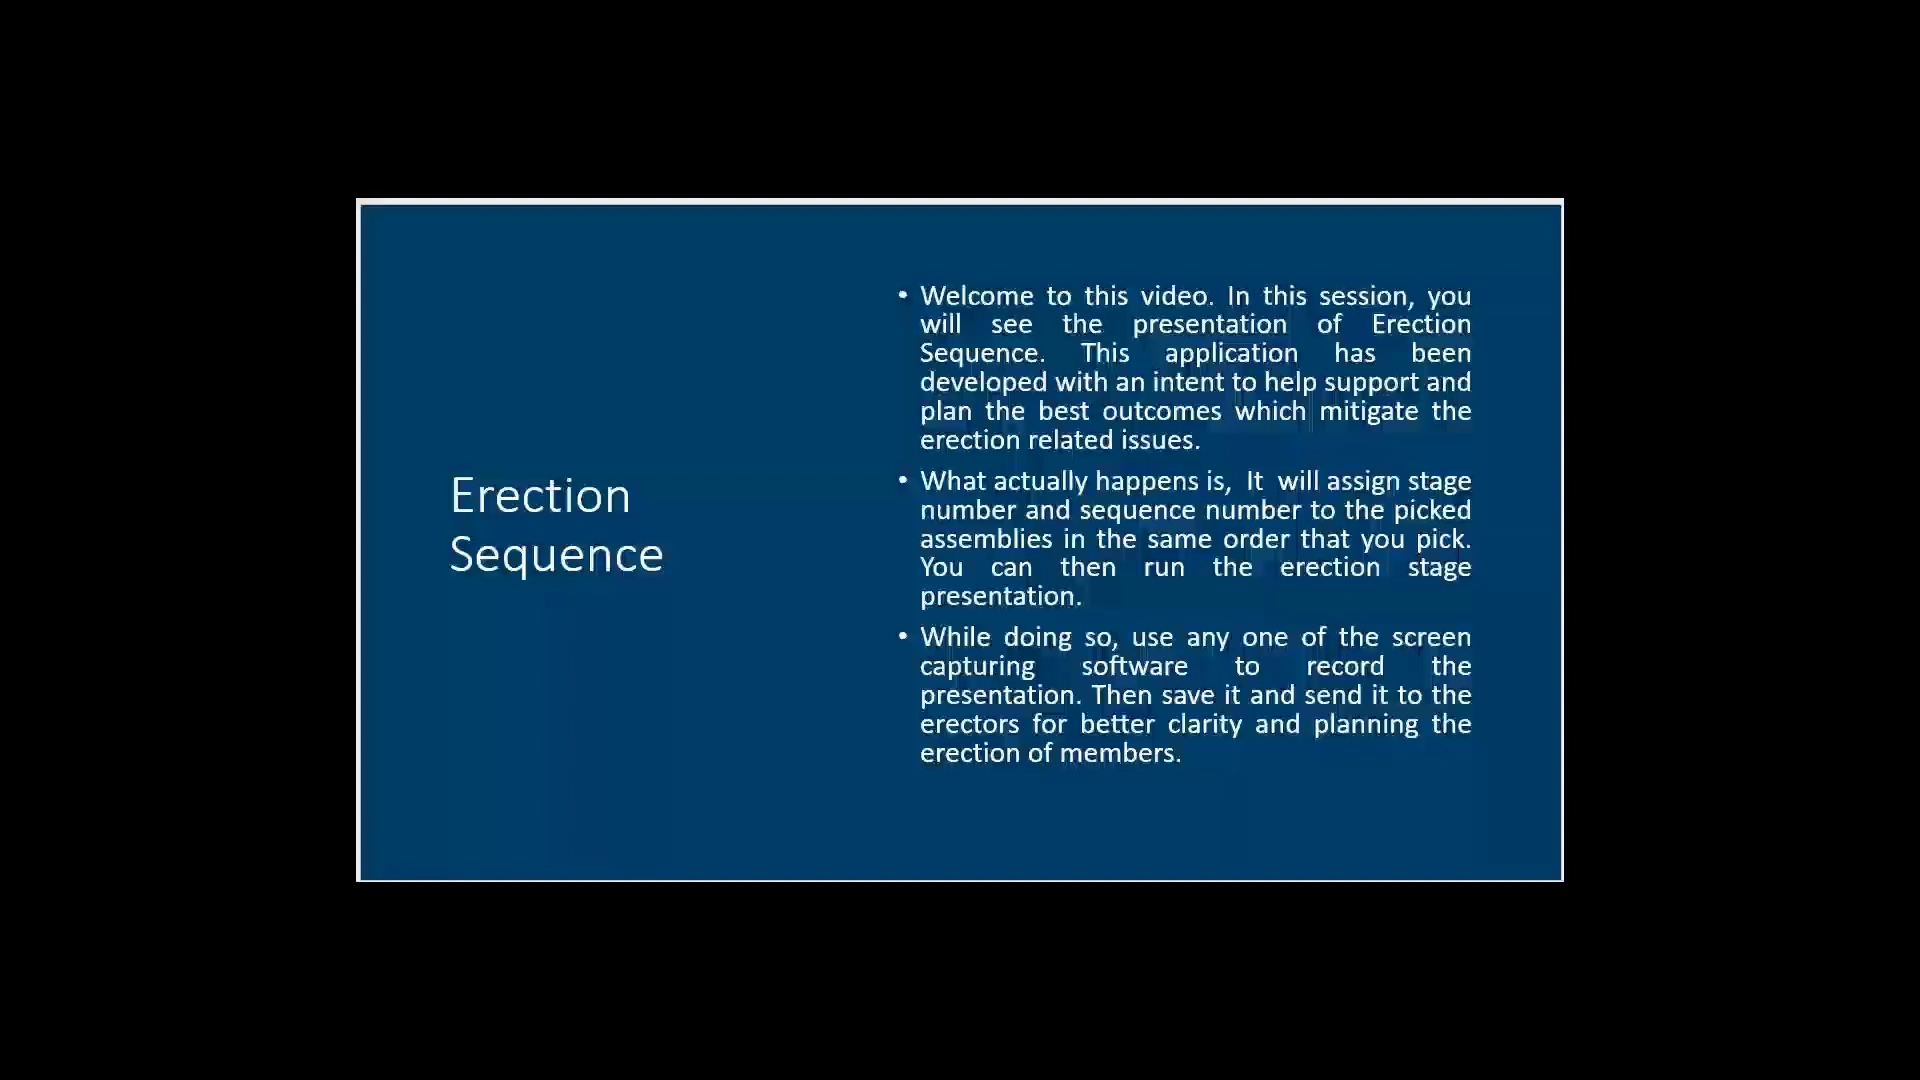 Erection
Sequence
• Welcome to this video. In this session, you
will see the presentation of Erection
Sequence. This application has been
developed with an intent to help support and
plan the best outcomes which mitigate the
erection related issues.
• What actually happens is, It will assign stage
number and sequence number to the picked
assemblies in the same order that you pick.
You can then run the erection stage
presentation.
• While doing so, use any one of the screen
capturing software to record the
presentation. Then save it and send it to the
erectors for better clarity and planning the
erection of members.